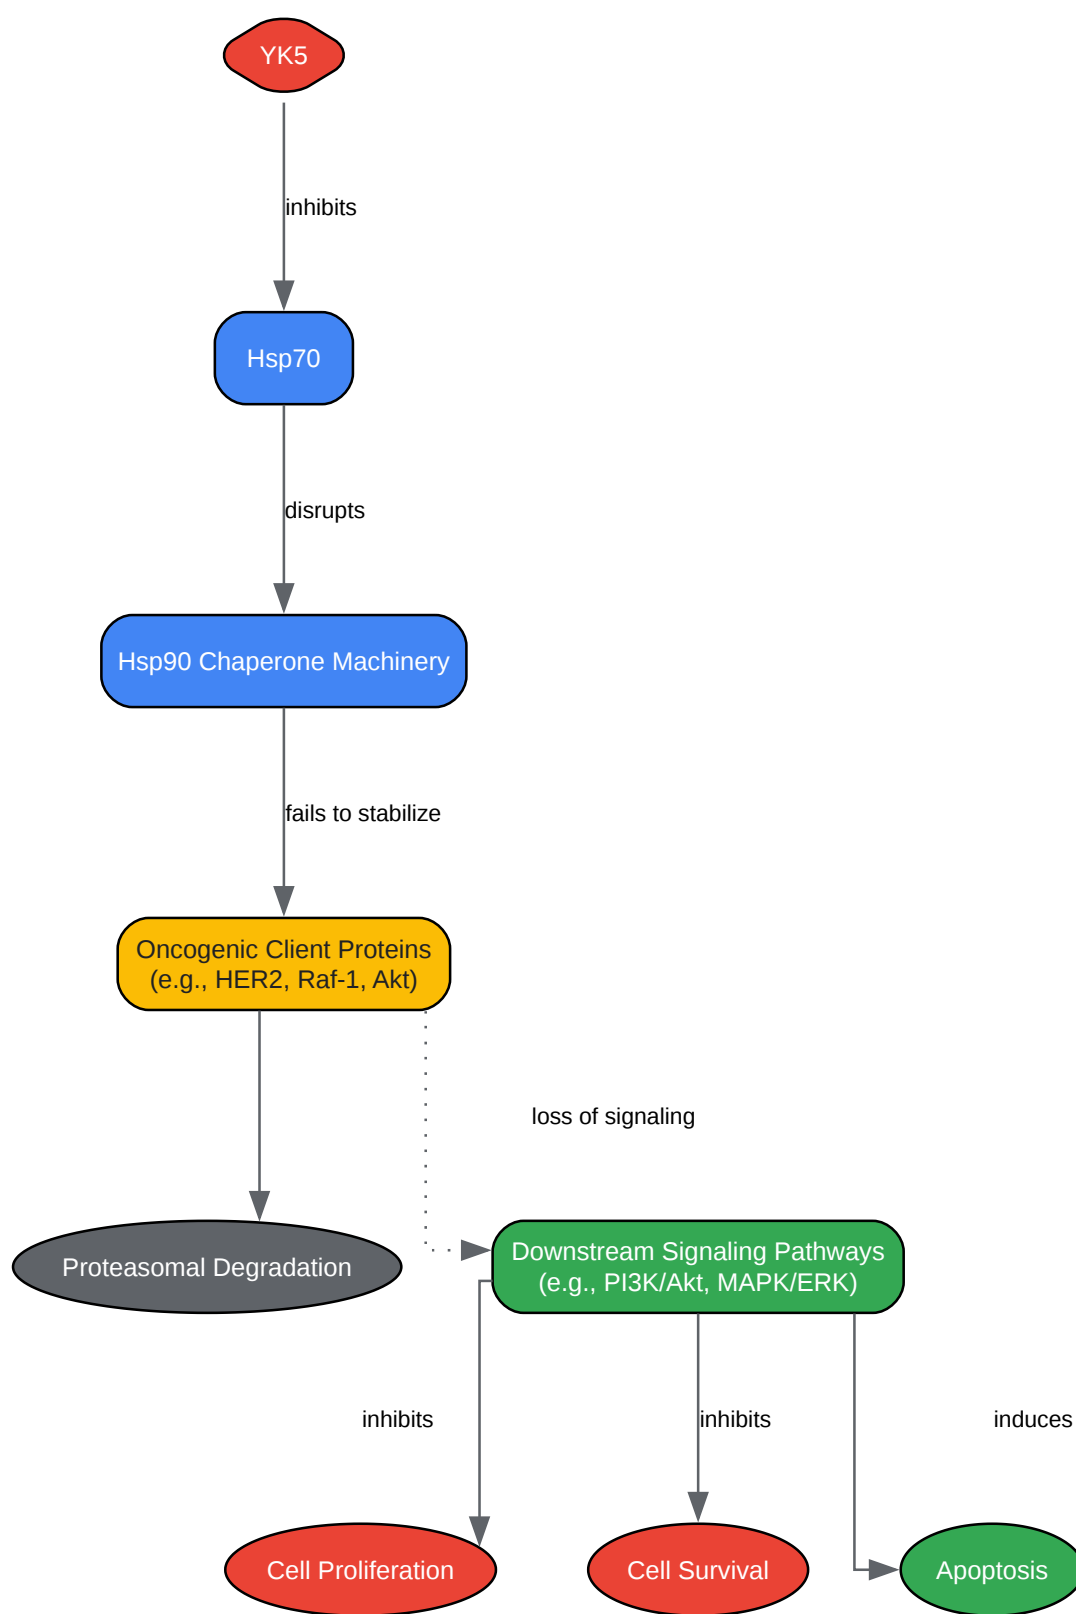 YK5
inhibits
Hsp70
disrupts
Hsp90 Chaperone Machinery
fails to stabilize
Oncogenic Client Proteins
(e.g., HER2, Raf-1, Akt)
loss of signaling
Proteasomal Degradation
Downstream Signaling Pathways
(e.g., PI3K/Akt, MAPK/ERK)
inhibits
inhibits
induces
Cell Proliferation
Cell Survival
Apoptosis